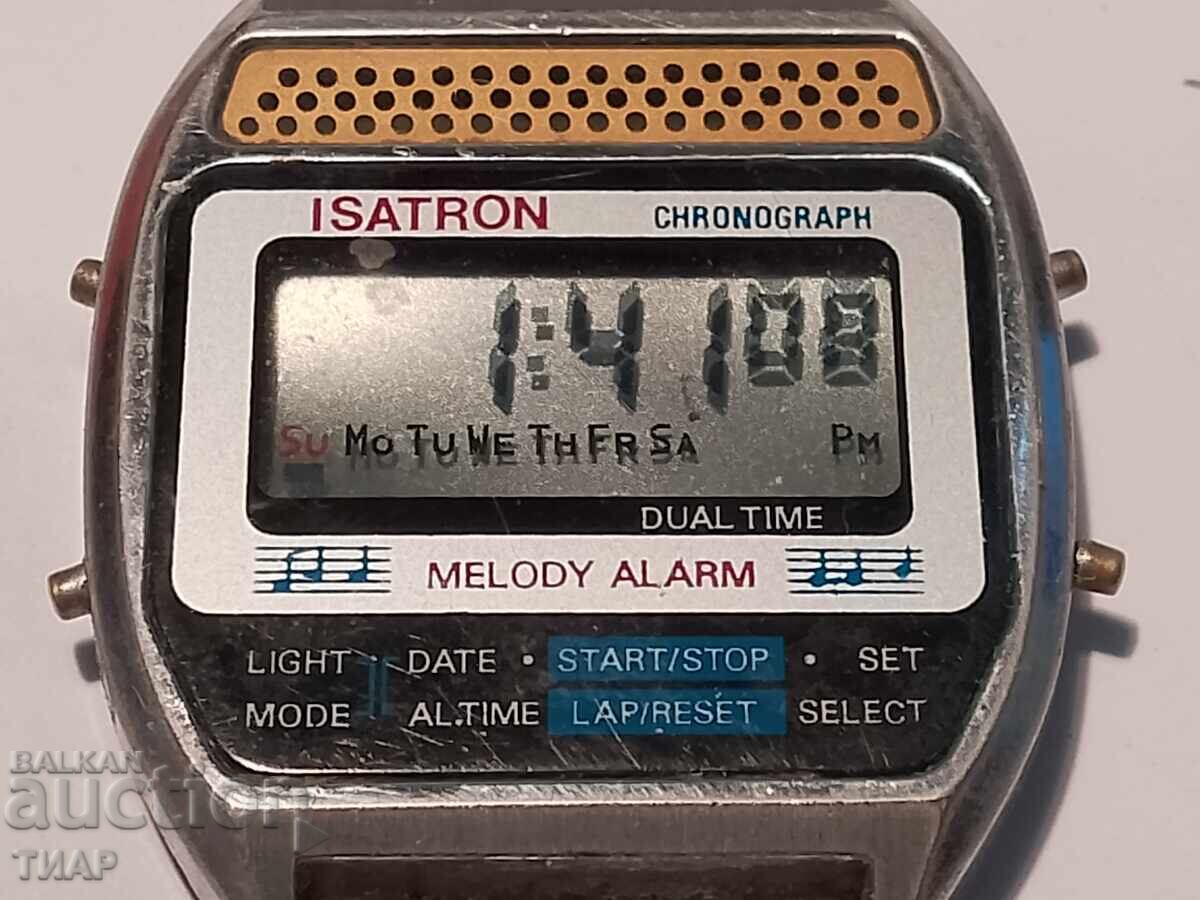 ISATRON CHRONOGRAPH
1:41 08
SU MO TU WE TH FR SA PM
DUAL TIME
MELODY ALARM
LIGHT DATE • START/STOP • SET
MODE AL.TIME LAP/RESET SELECT
BALKAN
auction
ТИАР